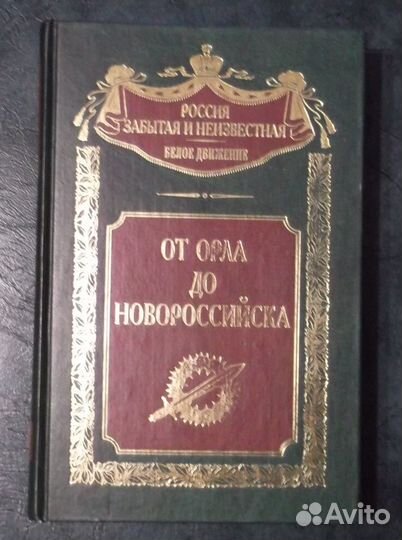 РОССИЯ
ЗАБЫТАЯ И НЕИЗВЕСТНАЯ
БЕЛОЕ ДВИЖЕНИЕ
ОТ ОРЛА
ДО
НОВОРОССИЙСКА
Avito